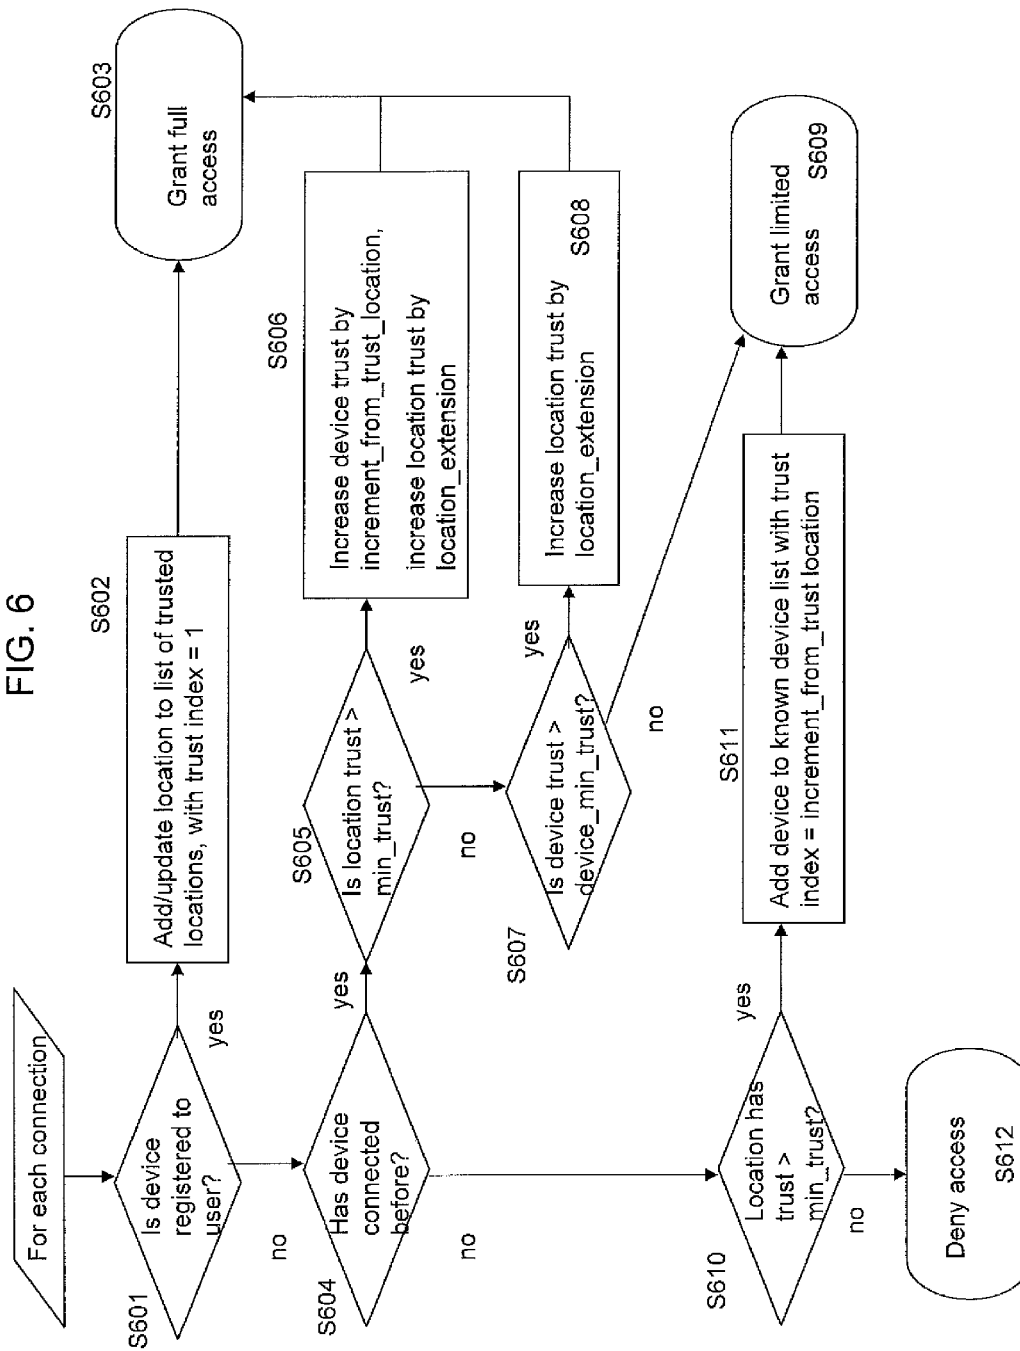 FIG. 6
For each connection
S601
Is device
registered to
user?
yes
no
S602
Add/update location to list of trusted
locations, with trust index = 1
S603
Grant full
access
S604
Has device
connected
before?
yes
no
S605
Is location trust >
min_trust?
yes
no
S606
Increase device trust by
increment_from_trust_location,
increase location trust by
location_extension
S607
Is device trust >
device_min_trust?
yes
no
Increase location trust by
location_extension
S608
Grant limited
access
S609
S610
Location has
trust >
min_trust?
yes
no
S611
Add device to known device list with trust
index = increment_from_trust location
Deny access
S612